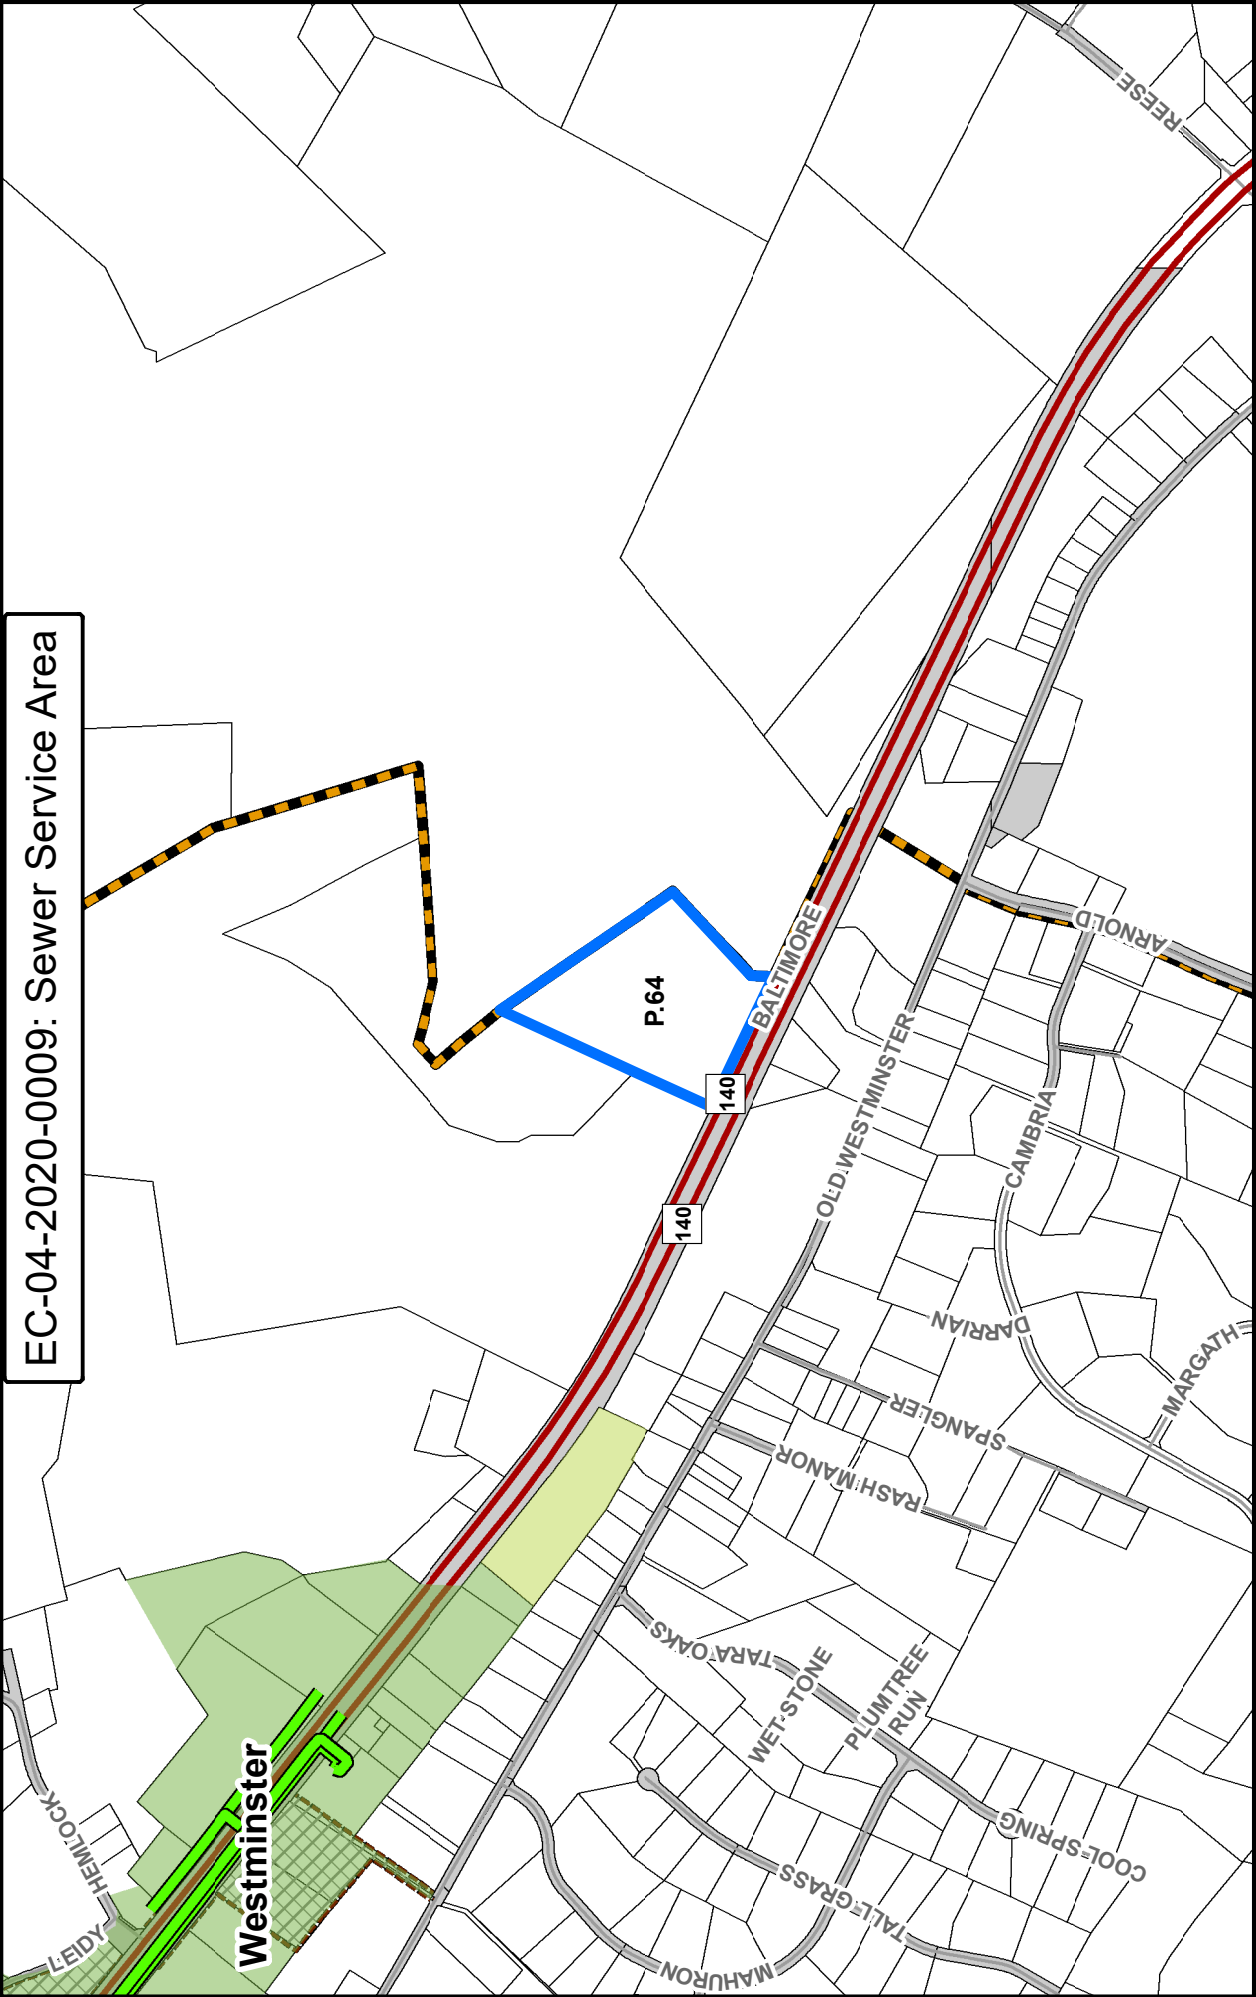 EC-04-2020-0009: Sewer Service Area
REESE
P.64
BALTIMORE
140
140
ARNOLD
OLD WESTMINSTER
CAMBRIA
DARRIAN
MARGATH
SPANGLER
RASH MANOR
TARA OAKS
WET STONE
PLUMTREE
RUN
COOL SPRING
TALL GRASS
MAHURON
HEMLOCK
LEIDY
Westminster